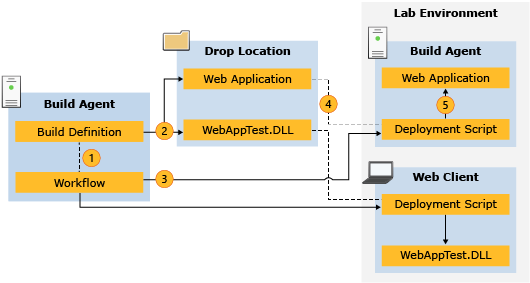 Lab Environment
Drop Location
Build Agent
Web Application
Web Application
Build Agent
4
5
Build Definition
2
WebAppTest.DLL
Deployment Script
1
Workflow
3
Web Client
Deployment Script
WebAppTest.DLL